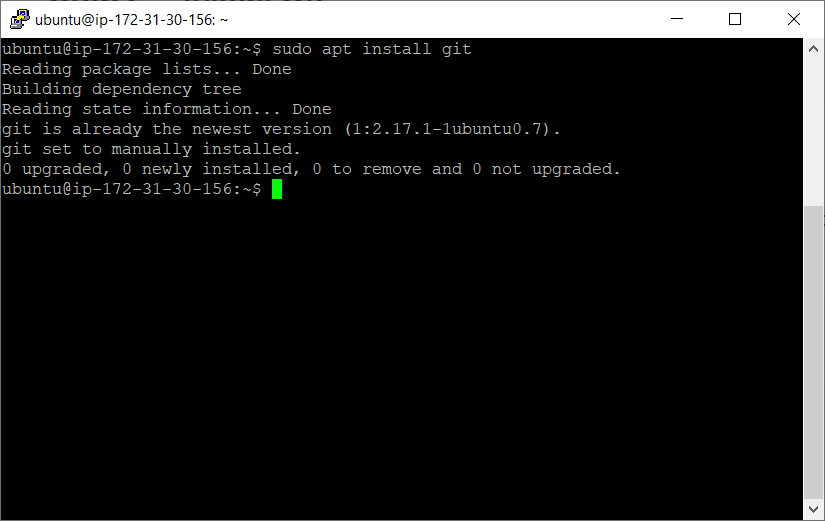 ubuntu@ip-172-31-30-156: ~
ubuntu@ip-172-31-30-156:~$ sudo apt install git
Reading package lists... Done
Building dependency tree
Reading state information... Done
git is already the newest version (1:2.17.1-1ubuntu0.7).
git set to manually installed.
0 upgraded, 0 newly installed, 0 to remove and 0 not upgraded.
ubuntu@ip-172-31-30-156:~$